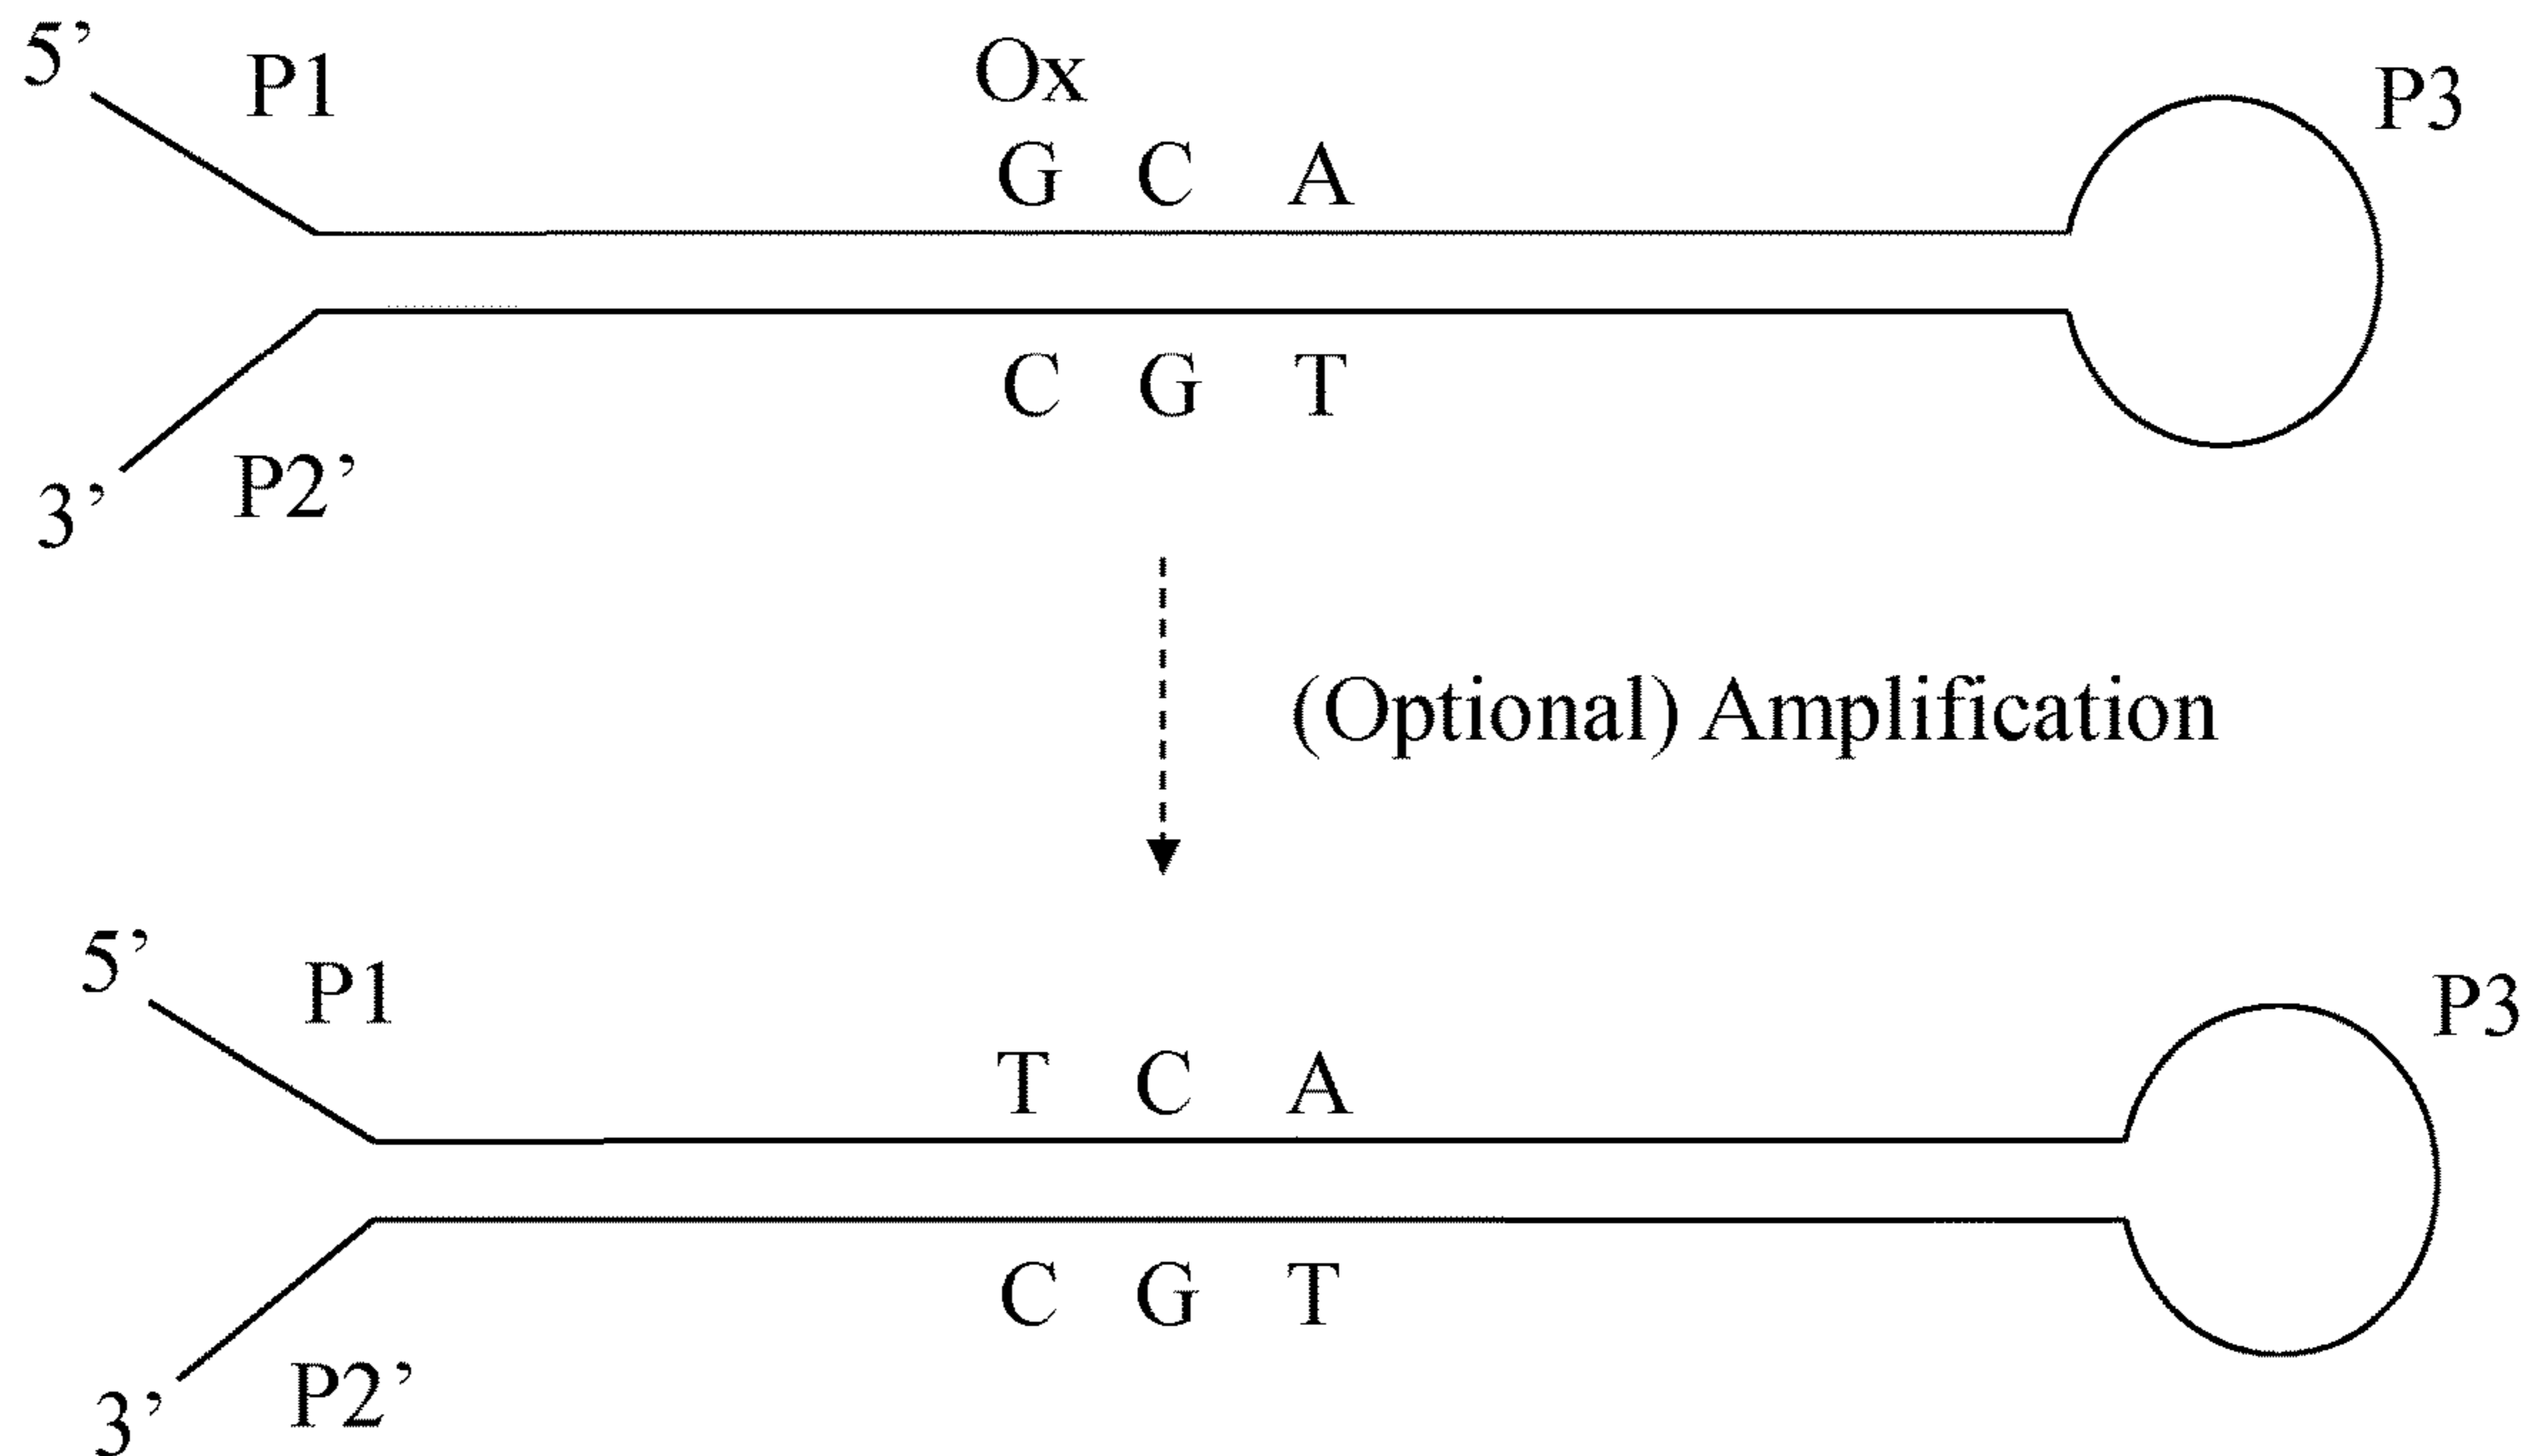 5’ P1 Ox P3
G C A
C G T
3’ P2’
(Optional) Amplification
5’ P1 P3
T C A
C G T
3’ P2’